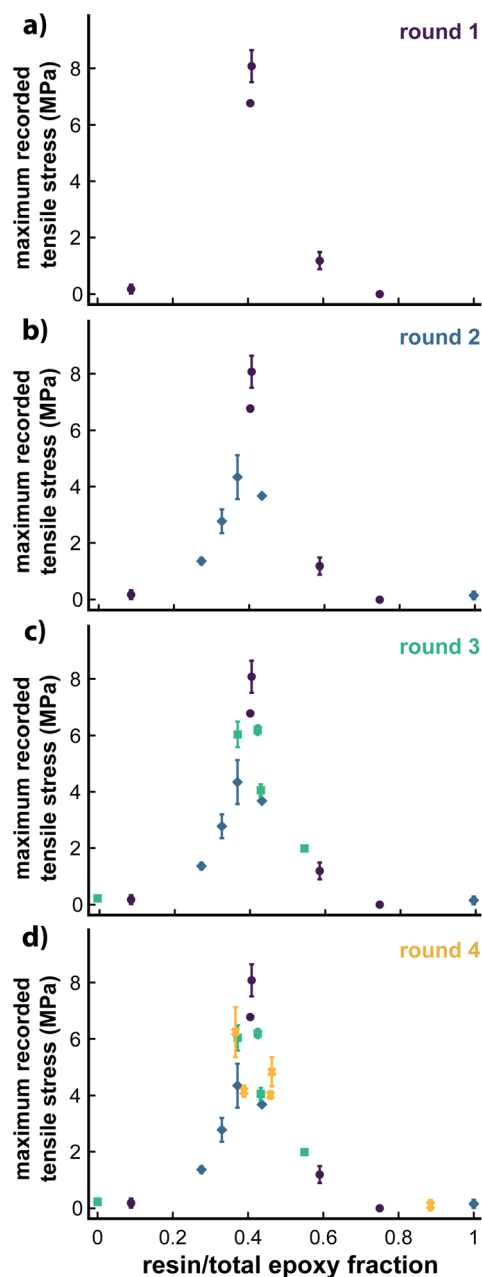 a)
round 1
maximum recorded
tensile stress (MPa)
8
6
4
2
0
b)
round 2
maximum recorded
tensile stress (MPa)
8
6
4
2
0
c)
round 3
maximum recorded
tensile stress (MPa)
8
6
4
2
0
d)
round 4
maximum recorded
tensile stress (MPa)
8
6
4
2
0
0 0.2 0.4 0.6 0.8 1
resin/total epoxy fraction